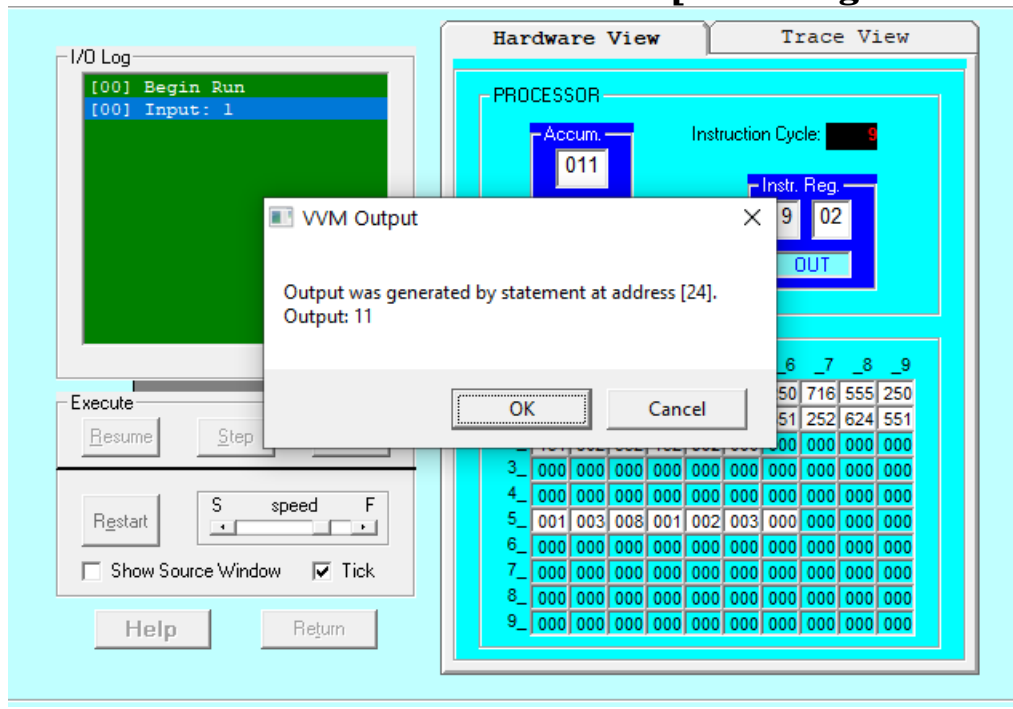 Hardware View
Trace View
I/O Log
[00] Begin Run
[00] Input: 1
PROCESSOR
Accum.
011
Instruction Cycle: 9
Instr. Reg.
9 02
OUT
VVM Output
Output was generated by statement at address [24].
Output: 11
OK
Cancel
_6 _7 _8 _9
50 716 555 250
51 252 624 551
00 000 000 000
3_ 000 000 000 000 000 000 000 000 000 000
4_ 000 000 000 000 000 000 000 000 000 000
5_ 001 003 008 001 002 003 000 000 000 000
6_ 000 000 000 000 000 000 000 000 000 000
7_ 000 000 000 000 000 000 000 000 000 000
8_ 000 000 000 000 000 000 000 000 000 000
9_ 000 000 000 000 000 000 000 000 000 000
Execute
Resume
Step
Restart
S speed F
Show Source Window
Tick
Help
Return